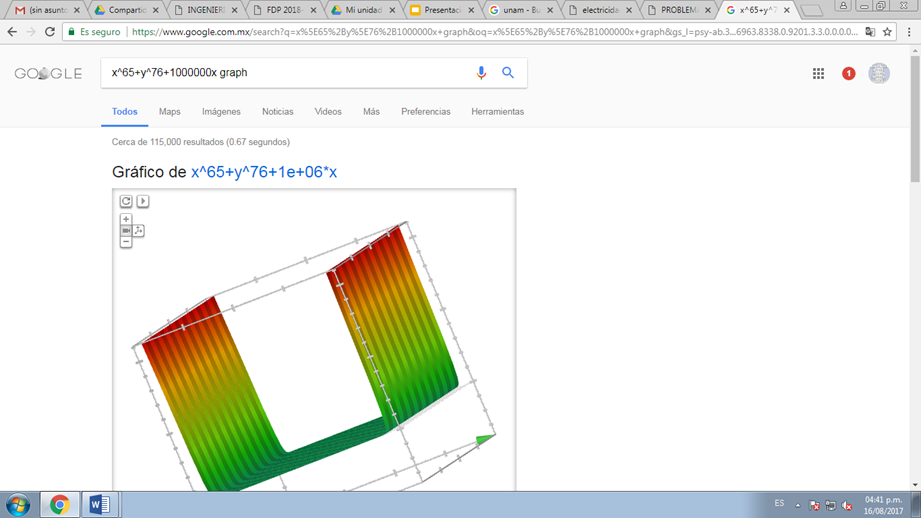 (sin asunto
Compartido
INGENIERI
FDP 2018-
Mi unidad
Presentac
unam - Bu
electricida
PROBLEMA
x^65+y^7
Es seguro
https://www.google.com.mx/search?q=x%5E65%2By%5E76%2B1000000x+graph&oq=x%5E65%2By%5E76%2B1000000x+graph&gs_l=psy-ab.3...6963.8338.0.9201.3.3.0.0.0.0...
GOOGLE
x^65+y^76+1000000x graph
1
Todos
Maps
Imágenes
Noticias
Videos
Más
Preferencias
Herramientas
Cerca de 115,000 resultados (0.67 segundos)
Gráfico de x^65+y^76+1e+06*x
ES
04:41 p.m.
16/08/2017